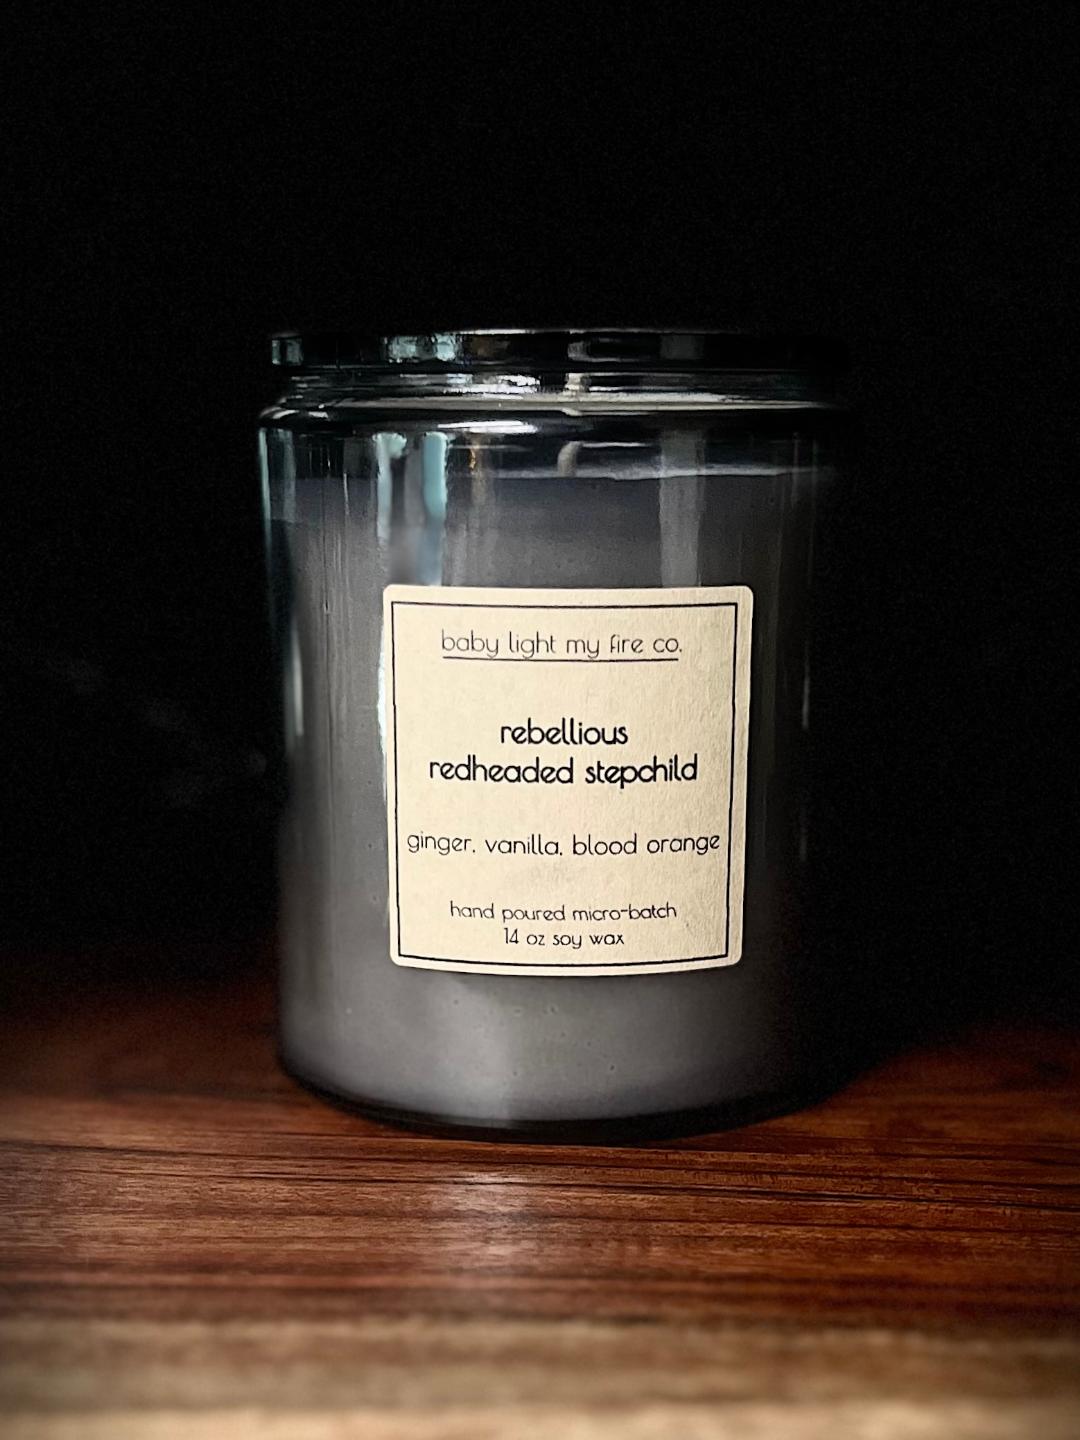 baby light my fire co.
rebellious
redheaded stepchild
ginger, vanilla, blood orange
hand poured micro-batch
14 oz soy wax